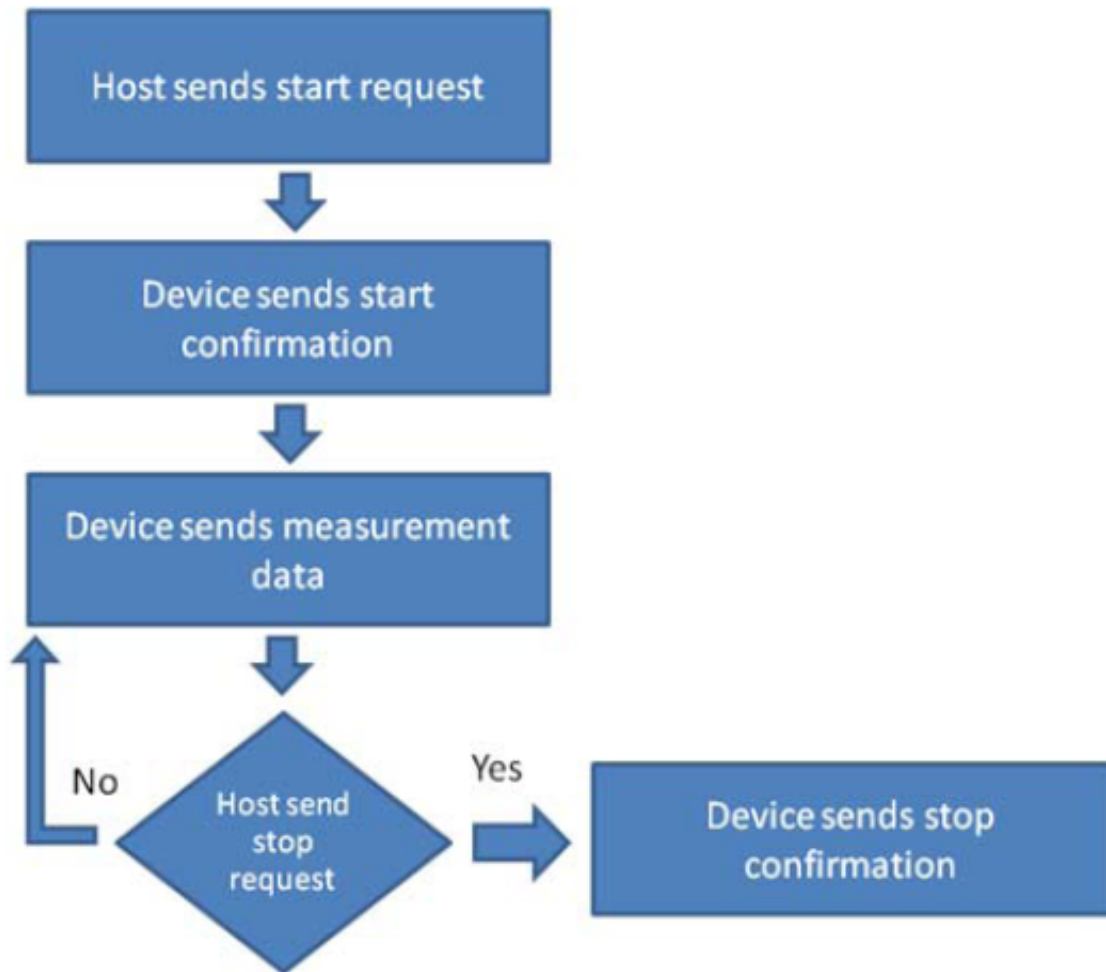 Host sends start request
Device sends start
confirmation
Device sends measurement
data
No
Host send
stop
request
Yes
Device sends stop
confirmation